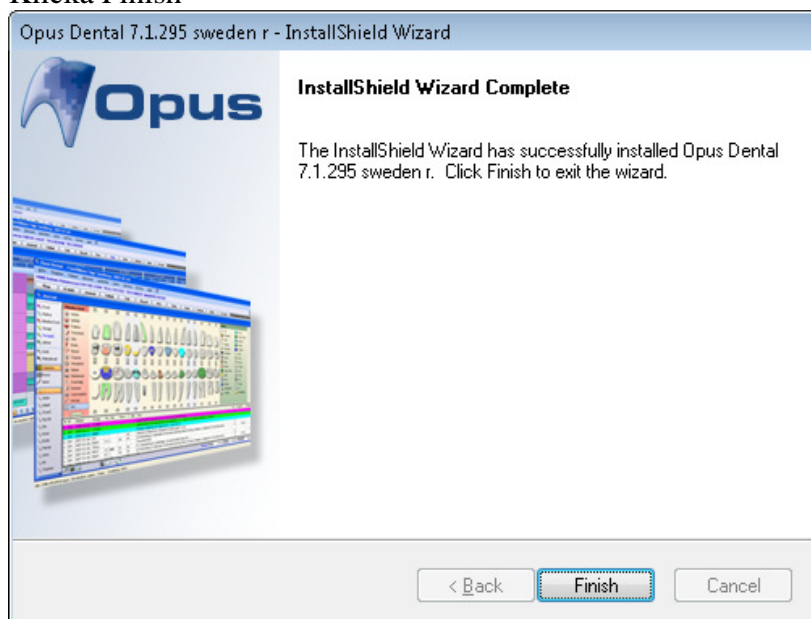 Klicka Finish
Opus Dental 7.1.295 sweden r - InstallShield Wizard
Opus
InstallShield Wizard Complete
The InstallShield Wizard has successfully installed Opus Dental
7.1.295 sweden r. Click Finish to exit the wizard.
< Back
Finish
Cancel